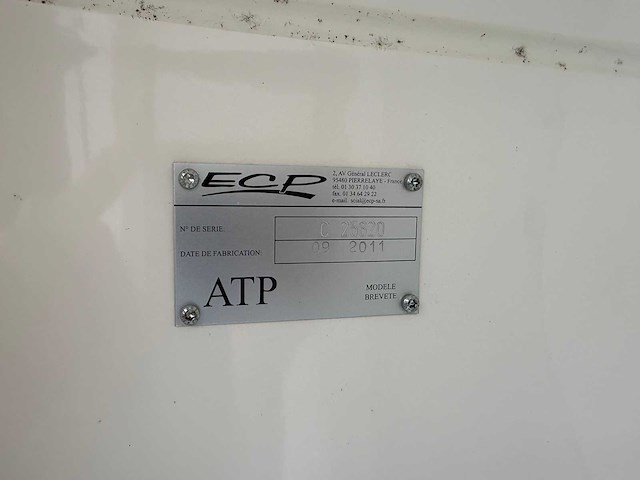 ECP
2, AV Général LECLERC
95480 PIERRELAYE - France
tél. 01 30 37 10 40
fax. 01 34 64 29 22
N° DE SERIE:
DATE DE FABRICATION: 09 2011
ATP
MODELE
BREVETE